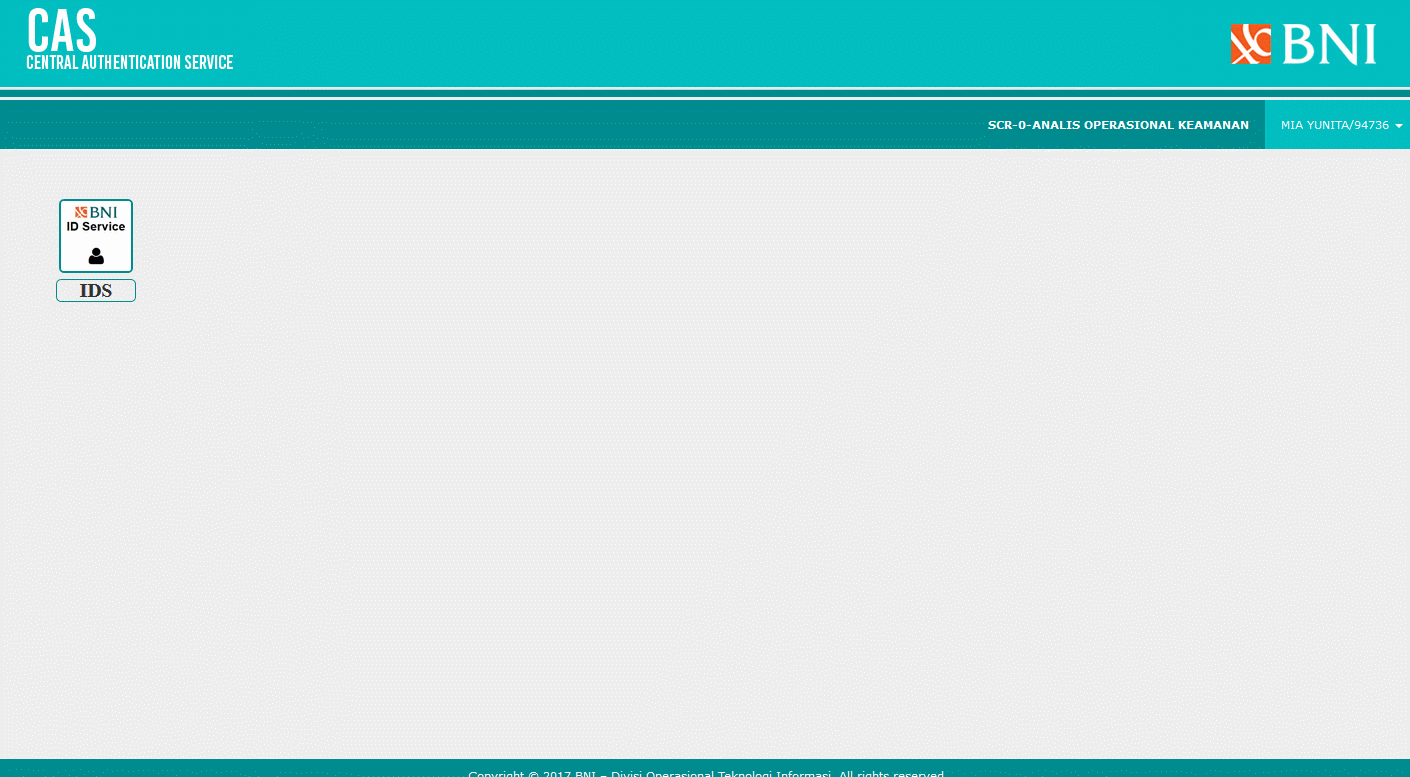 CAS
CENTRAL AUTHENTICATION SERVICE
BNI
SCR-0-ANALIS OPERASIONAL KEAMANAN
MIA YUNITA/94736
BNI
ID Service
IDS
Copyright © 2017 BNI – Divisi Operasional Teknologi Informasi. All rights reserved.